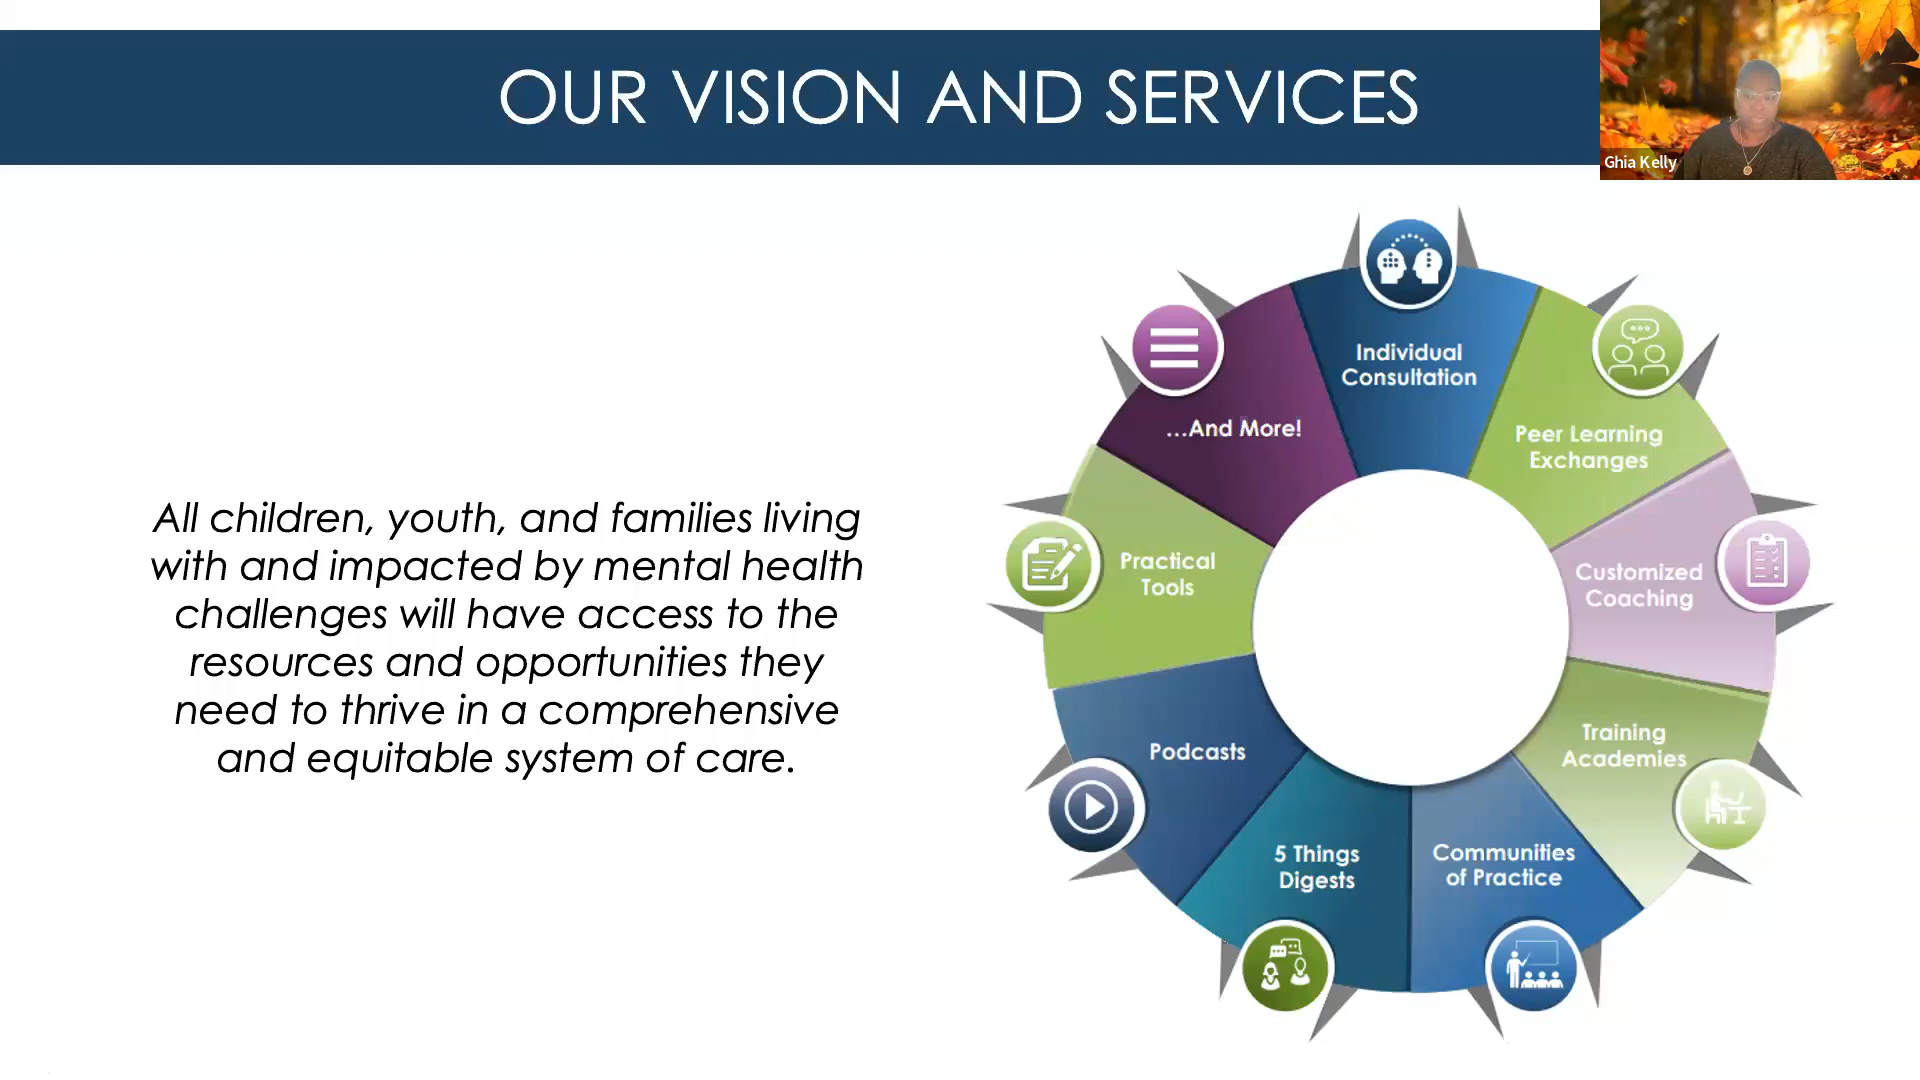 OUR VISION AND SERVICES
Ghia Kelly
All children, youth, and families living
with and impacted by mental health
challenges will have access to the
resources and opportunities they
need to thrive in a comprehensive
and equitable system of care.
Individual
Consultation
Peer Learning
Exchanges
Customized
Coaching
Training
Academies
Communities
of Practice
5 Things
Digests
Podcasts
Practical
Tools
...And More!